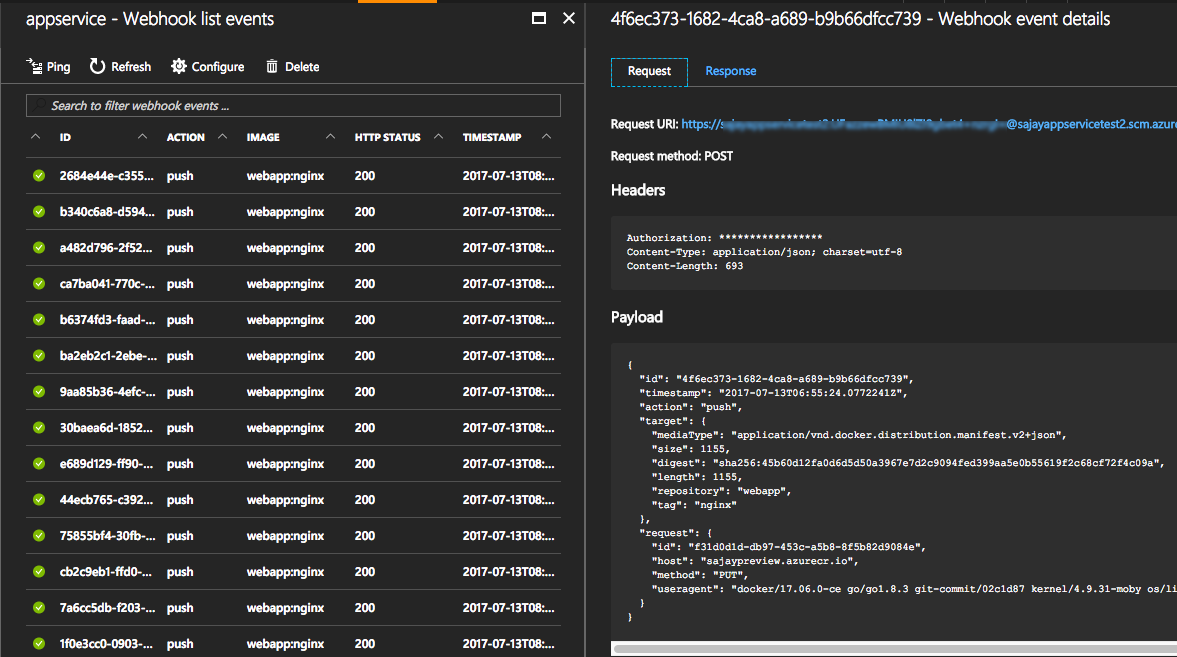 appservice - Webhook list events
Ping Refresh Configure Delete
Search to filter webhook events ...
ID ACTION IMAGE HTTP STATUS TIMESTAMP
2684e44e-c355... push webapp:nginx 200 2017-07-13T08:...
b340c6a8-d594... push webapp:nginx 200 2017-07-13T08:...
a482d796-2f52... push webapp:nginx 200 2017-07-13T08:...
ca7ba041-770c-... push webapp:nginx 200 2017-07-13T08:...
b6374fd3-faad-... push webapp:nginx 200 2017-07-13T08:...
ba2eb2c1-2ebe-... push webapp:nginx 200 2017-07-13T08:...
9aa85b36-4efc-... push webapp:nginx 200 2017-07-13T08:...
30baea6d-1852... push webapp:nginx 200 2017-07-13T08:...
e689d129-ff90-... push webapp:nginx 200 2017-07-13T08:...
44ecb765-c392... push webapp:nginx 200 2017-07-13T08:...
75855bf4-30fb-... push webapp:nginx 200 2017-07-13T08:...
cb2c9eb1-ffd0-... push webapp:nginx 200 2017-07-13T08:...
7a6cc5db-f203-... push webapp:nginx 200 2017-07-13T08:...
1f0e3cc0-0903-... push webapp:nginx 200 2017-07-13T08:...
4f6ec373-1682-4ca8-a689-b9b66dfcc739 - Webhook event details
Request Response
Request URI: https:// @sajayappservicetest2.scm.azure
Request method: POST
Headers
Authorization: *****************
Content-Type: application/json; charset=utf-8
Content-Length: 693
Payload
{
"id": "4f6ec373-1682-4ca8-a689-b9b66dfcc739",
"timestamp": "2017-07-13T06:55:24.0772241Z",
"action": "push",
"target": {
"mediaType": "application/vnd.docker.distribution.manifest.v2+json",
"size": 1155,
"digest": "sha256:45b60d12fa0d6d5d50a3967e7d2c9094fed399aa5e0b55619f2c68cf72f4c09a",
"length": 1155,
"repository": "webapp",
"tag": "nginx"
},
"request": {
"id": "f31d0d1d-db97-453c-a5b8-8f5b82d9084e",
"host": "sajaypreview.azurecr.io",
"method": "PUT",
"useragent": "docker/17.06.0-ce go/go1.8.3 git-commit/02c1d87 kernel/4.9.31-moby os/li
}
}